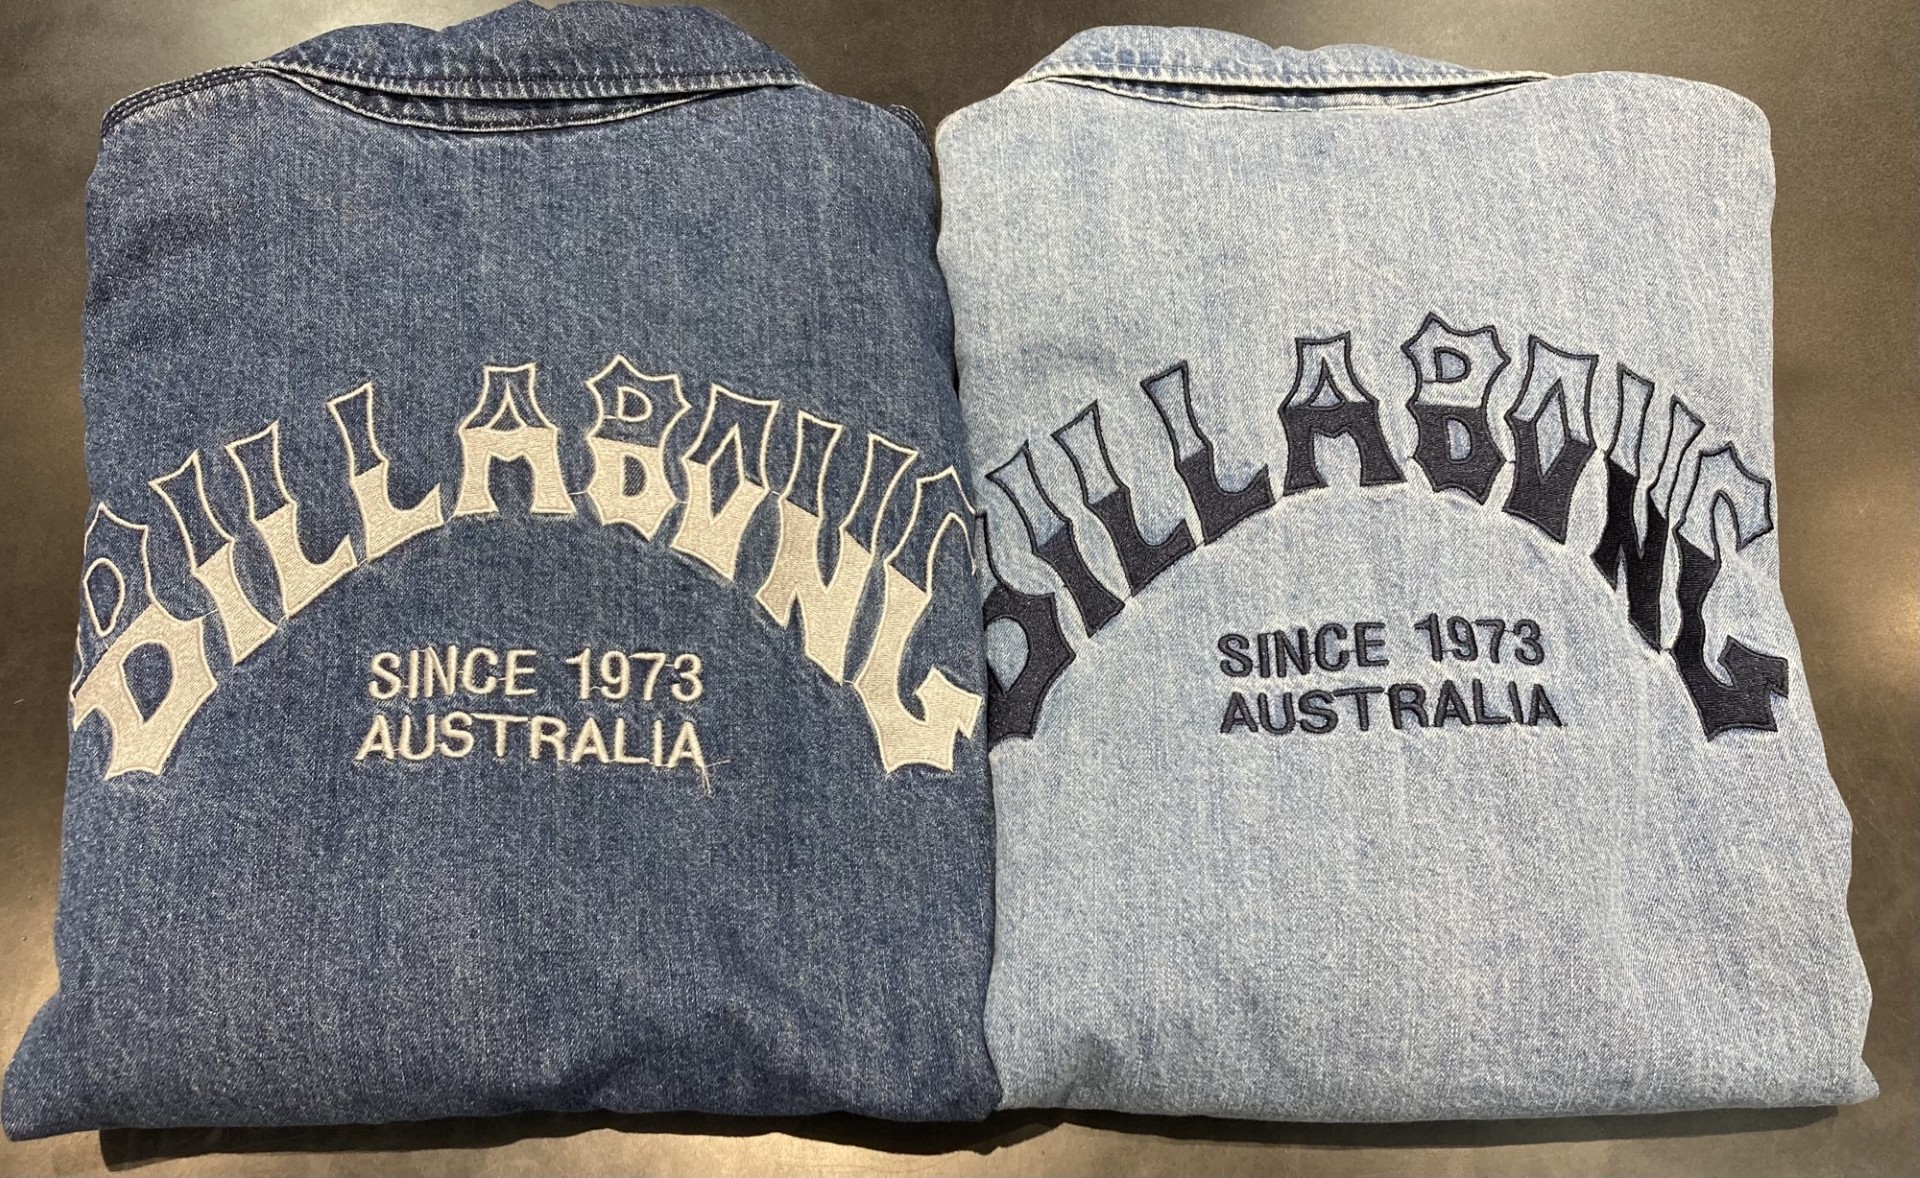 BILLABONG
SINCE 1973
AUSTRALIA
BILLABONG
SINCE 1973
AUSTRALIA